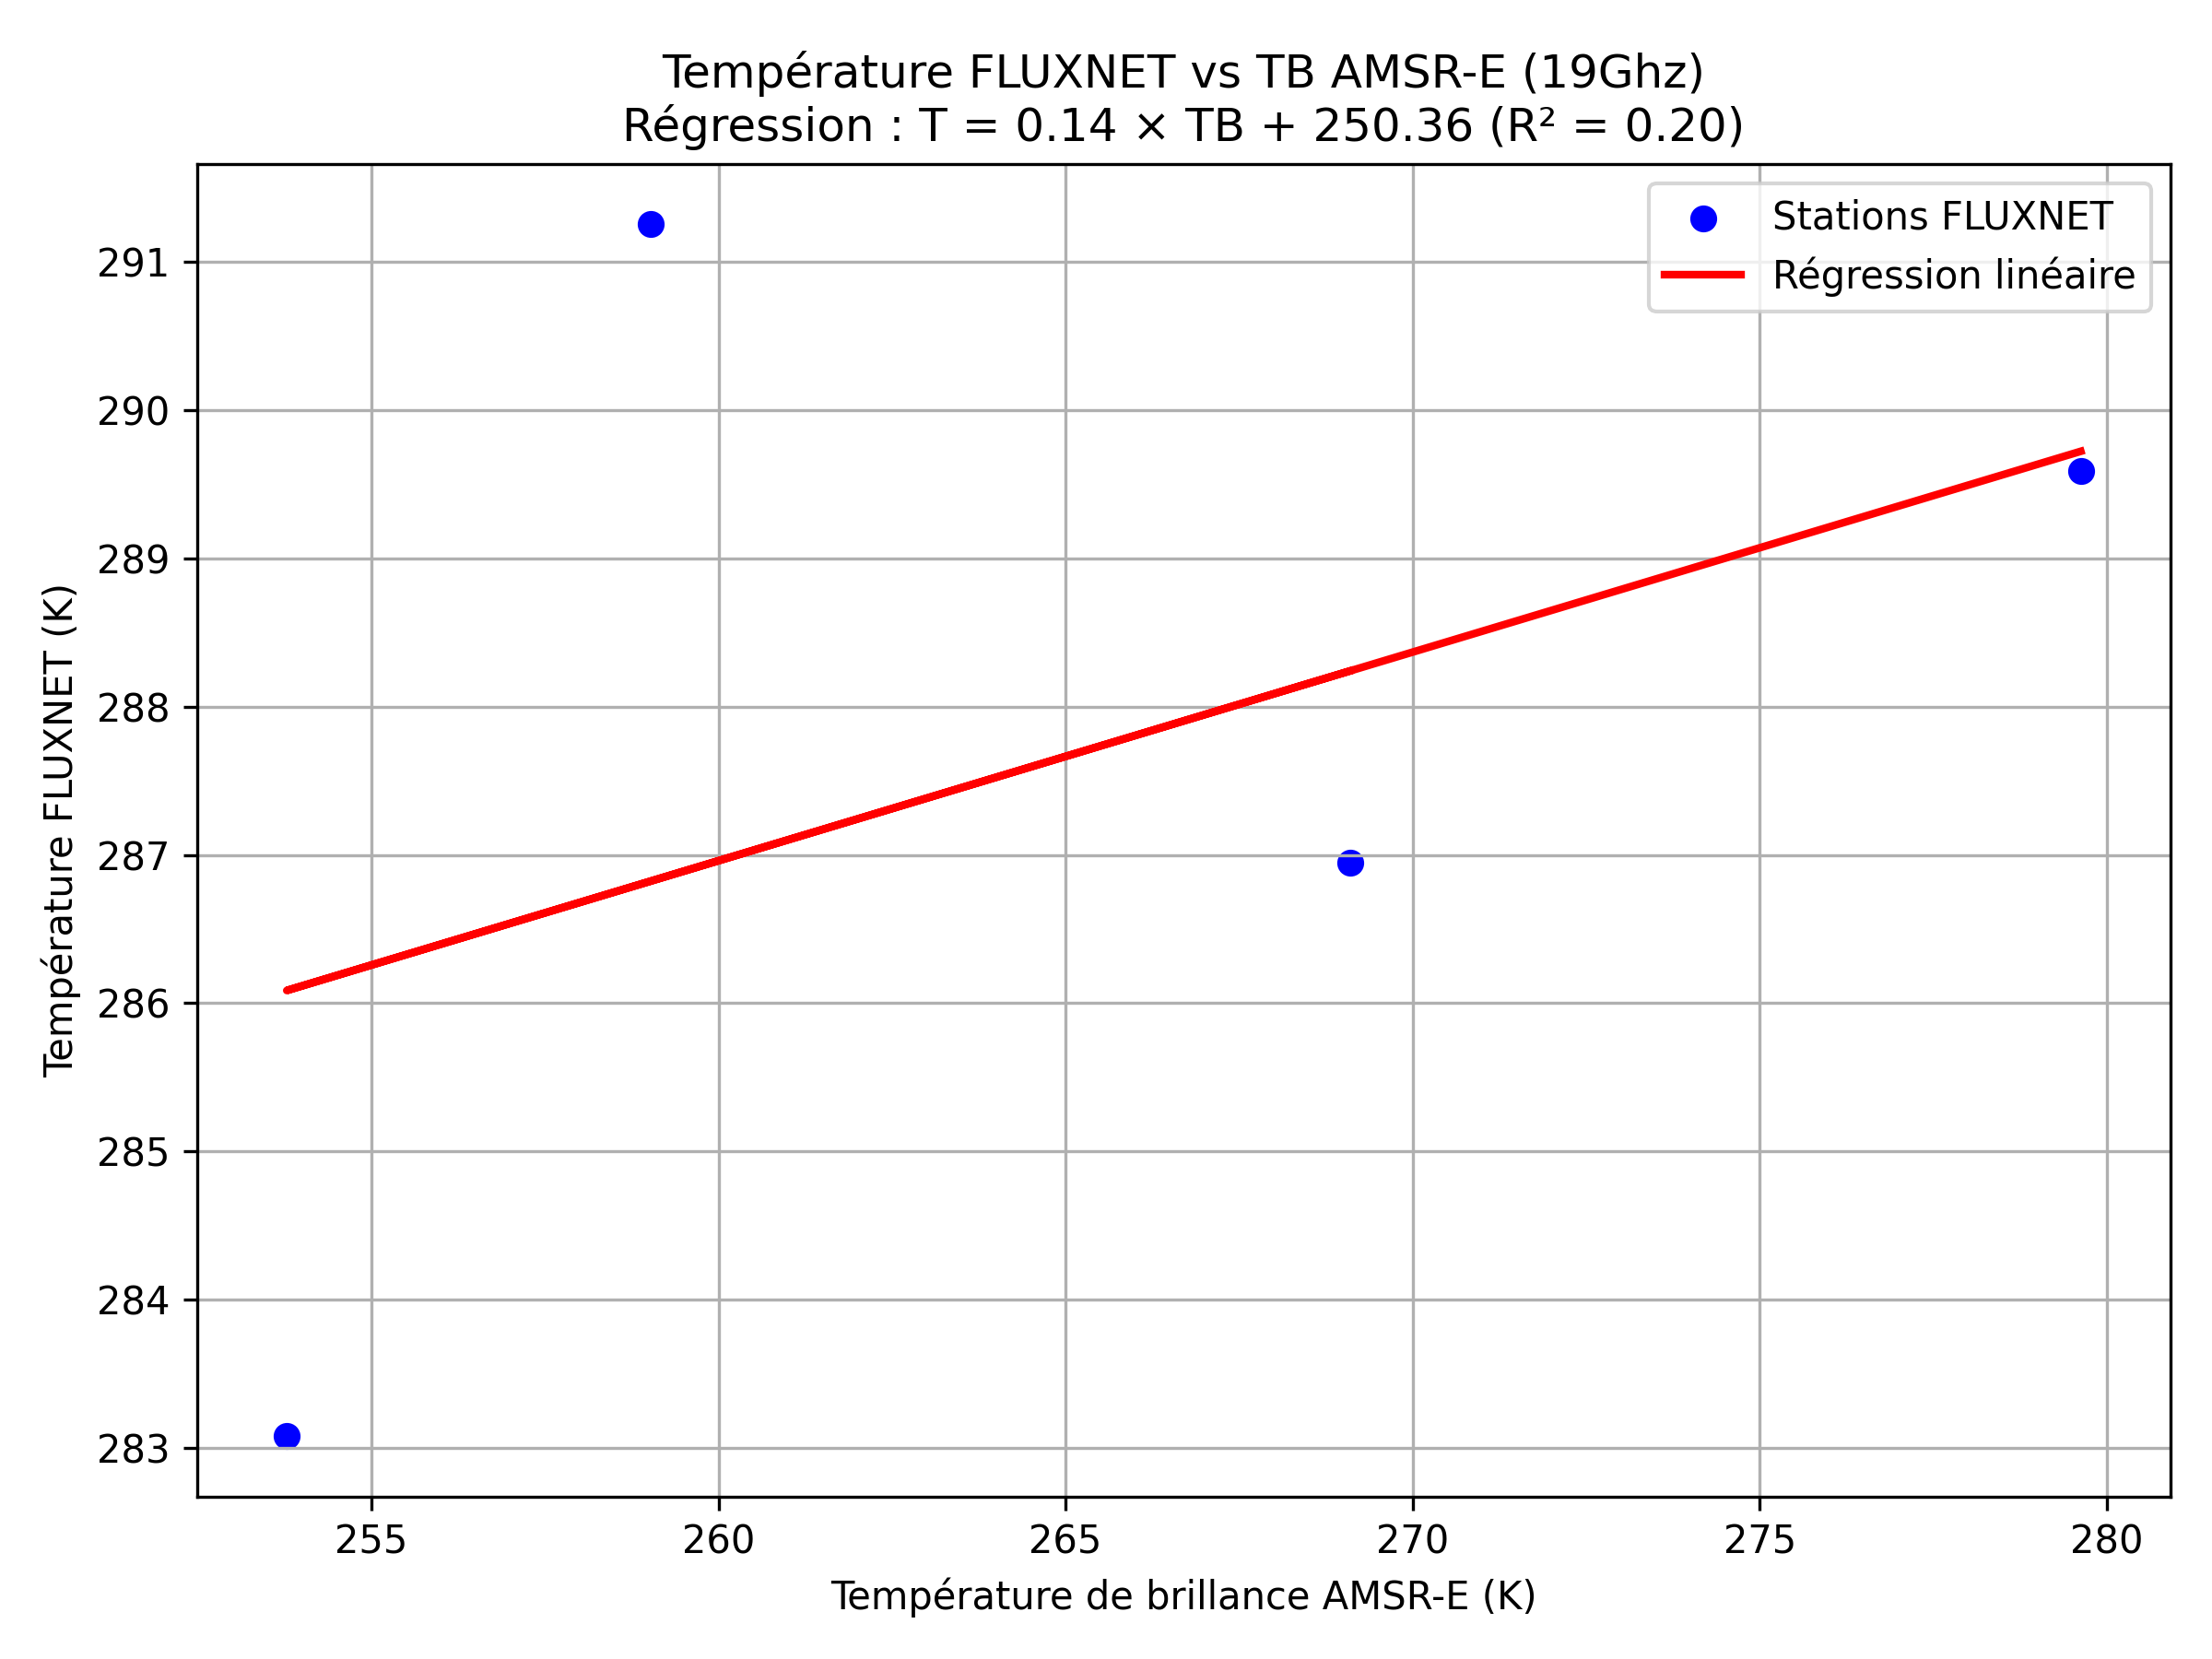 Température FLUXNET vs TB AMSR-E (19Ghz)
Régression : T = 0.14 × TB + 250.36 (R² = 0.20)
Stations FLUXNET
Régression linéaire
291
290
289
288
287
286
285
284
283
Température FLUXNET (K)
255 260 265 270 275 280
Température de brillance AMSR-E (K)